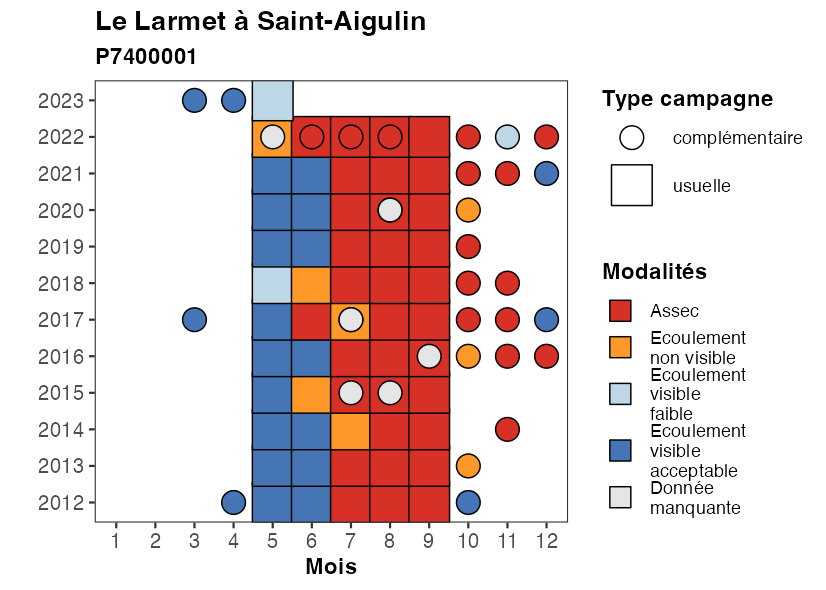 Le Larmet à Saint-Aigulin
P7400001
2023
2022
2021
2020
2019
2018
2017
2016
2015
2014
2013
2012
1 2 3 4 5 6 7 8 9 10 11 12
Mois
Type campagne
complémentaire
usuelle
Modalités
Assec
Ecoulement
non visible
Ecoulement
visible
faible
Ecoulement
visible
acceptable
Donnée
manquante